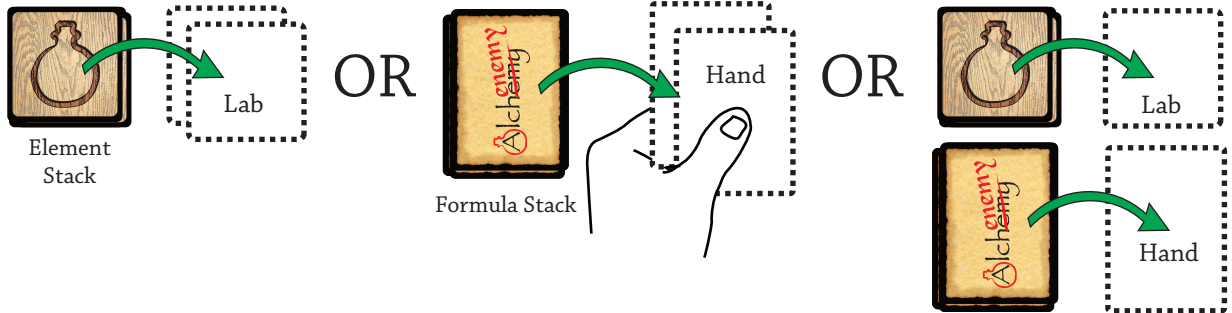 Lab
Element
Stack
OR
Alchemy
enemy
Hand
Formula Stack
OR
Lab
Alchemy
enemy
Hand